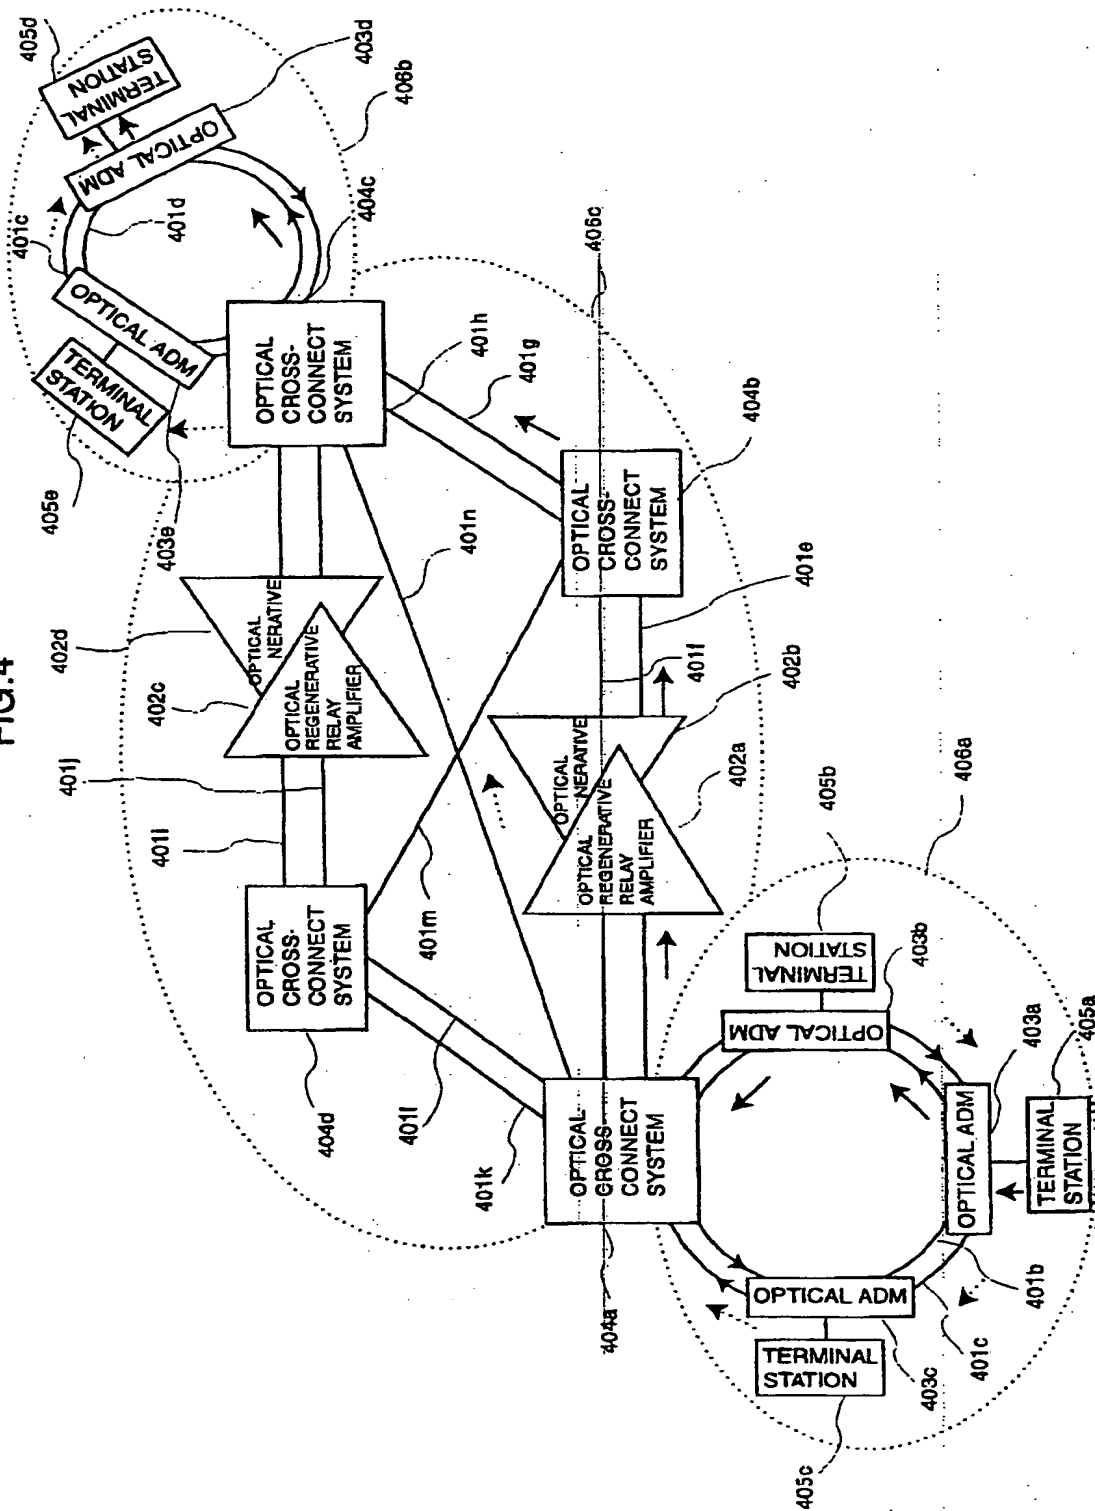 FIG.4
405d
TERMINAL
STATION
403d
OPTICAL ADM
406b
401c
401d
404c
OPTICAL ADM
TERMINAL
STATION
405e
403e
OPTICAL
CROSS-
CONNECT
SYSTEM
401h
401g
406c
404b
OPTICAL
CROSS-
CONNECT
SYSTEM
401n
402d
OPTICAL
NERATIVE
402c
OPTICAL
REGENERATIVE
RELAY
AMPLIFIER
401e
401f
402b
OPTICAL
NERATIVE
402a
OPTICAL
REGENERATIVE
RELAY
AMPLIFIER
401j
401i
401m
OPTICAL
CROSS-
CONNECT
SYSTEM
404d
401l
401k
OPTICAL
CROSS-
CONNECT
SYSTEM
404a
406a
405b
TERMINAL
STATION
403b
OPTICAL ADM
403a
OPTICAL ADM
405a
TERMINAL
STATION
401b
401c
OPTICAL ADM
403c
TERMINAL
STATION
405c